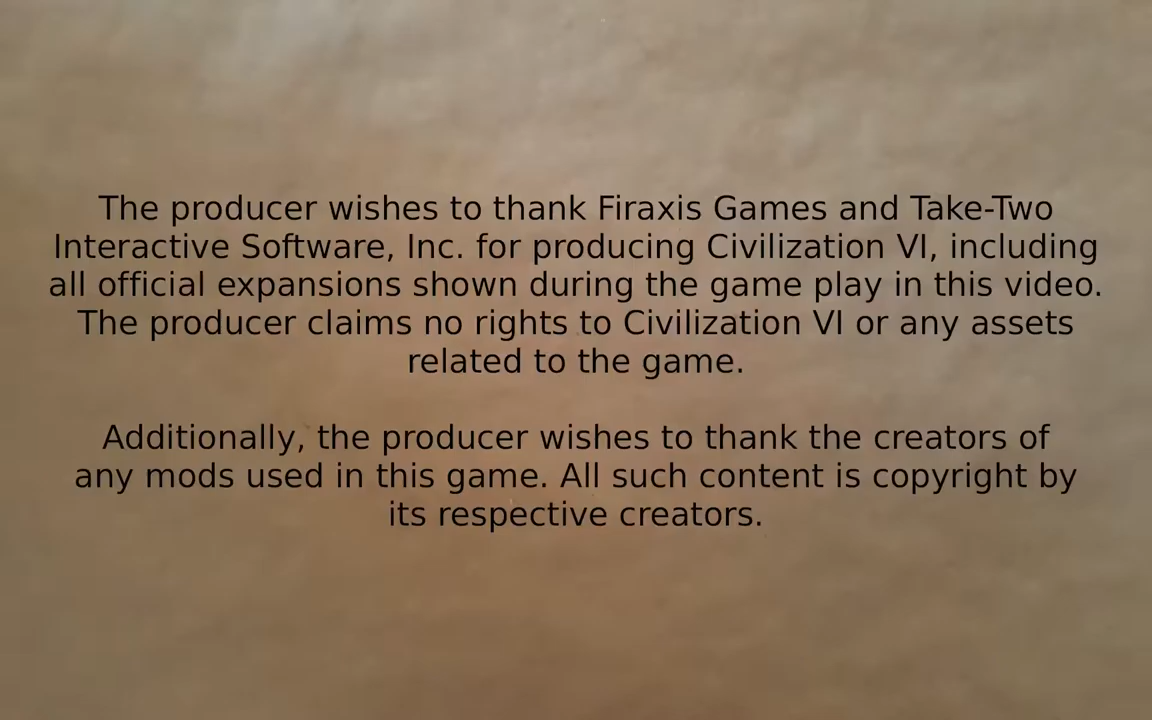 The producer wishes to thank Firaxis Games and Take-Two
Interactive Software, Inc. for producing Civilization VI, including
all official expansions shown during the game play in this video.
The producer claims no rights to Civilization VI or any assets
related to the game.
Additionally, the producer wishes to thank the creators of
any mods used in this game. All such content is copyright by
its respective creators.